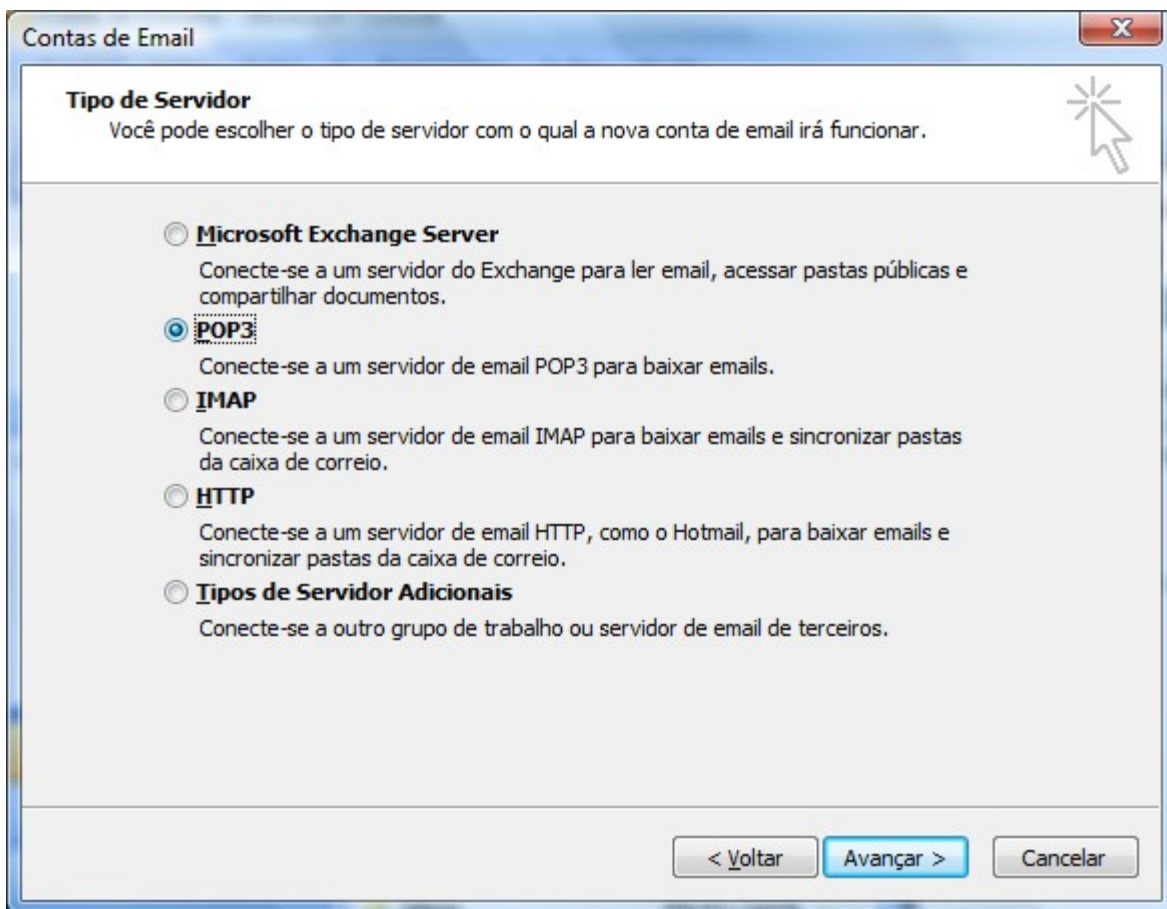 Contas de Email
Tipo de Servidor
Você pode escolher o tipo de servidor com o qual a nova conta de email irá funcionar.
Microsoft Exchange Server
Conecte-se a um servidor do Exchange para ler email, acessar pastas públicas e
compartilhar documentos.
POP3
Conecte-se a um servidor de email POP3 para baixar emails.
IMAP
Conecte-se a um servidor de email IMAP para baixar emails e sincronizar pastas
da caixa de correio.
HTTP
Conecte-se a um servidor de email HTTP, como o Hotmail, para baixar emails e
sincronizar pastas da caixa de correio.
Tipos de Servidor Adicionais
Conecte-se a outro grupo de trabalho ou servidor de email de terceiros.
< Voltar
Avançar >
Cancelar